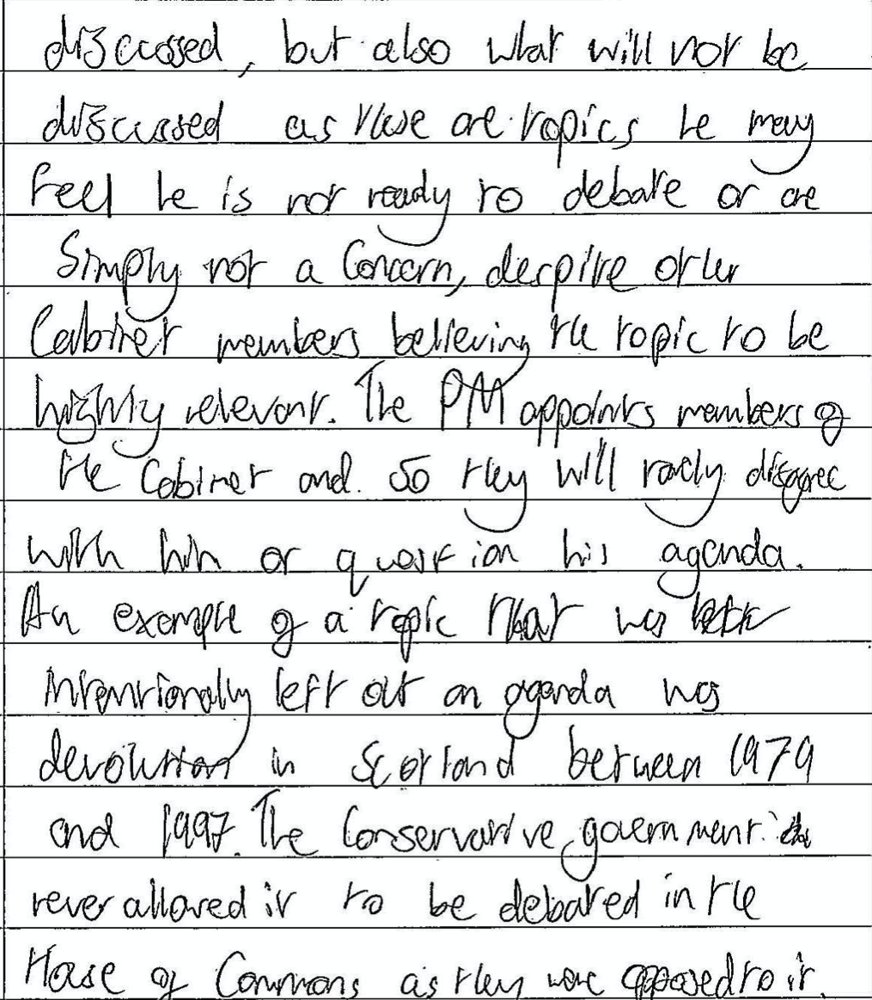 discussed, but also what will not be
discussed as these are topics he may
feel he is not ready to debate or are
Simply not a Concern, despite other
Cabinet members believing the topic to be
highly relevant. The PM appoints members of
the Cabinet and so they will rarely disagree
with him or question his agenda.
An example of a topic that was
intentionally left out an agenda was
devolution in Scotland between 1979
and 1997. The Conservative government
never allowed it to be debated in the
House of Commons as they were opposed to it.